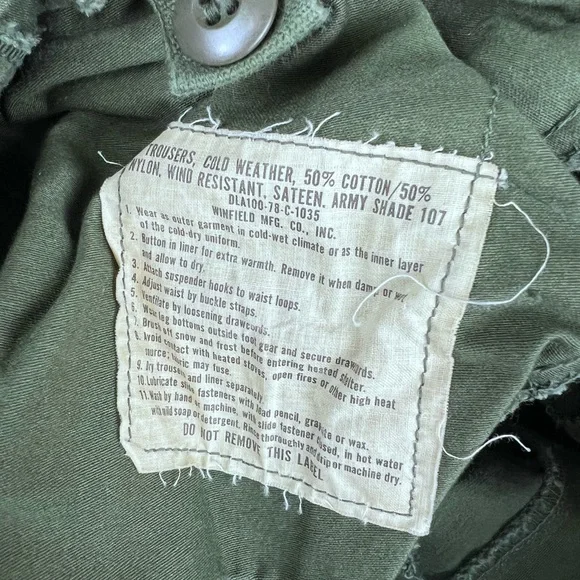 TROUSERS, COLD WEATHER, 50% COTTON/50%
NYLON, WIND RESISTANT, SATEEN, ARMY SHADE 107
DLA100-78-C-1035
WINFIELD MFG. CO., INC.
1. Wear as outer garment in cold-wet climate or as the inner layer
of the cold-dry uniform.
2. Button in liner for extra warmth. Remove it when damp or wet
and allow to dry.
3. Attach suspender hooks to waist loops.
4. Adjust waist by buckle straps.
5. Ventilate by loosening drawcords.
6. Wear leg bottoms outside foot gear and secure drawcords.
7. Brush off snow and frost before entering heated shelter.
8. Avoid contact with heated stoves, open fires or other high heat
source; fabric may fuse.
9. Dry trousers and liner separately.
10. Lubricate slide fasteners with lead pencil, graphite or wax.
11. Wash by hand or machine, with slide fastener closed, in hot water
with mild soap or detergent. Rinse thoroughly and drip or machine dry.
DO NOT REMOVE THIS LABEL